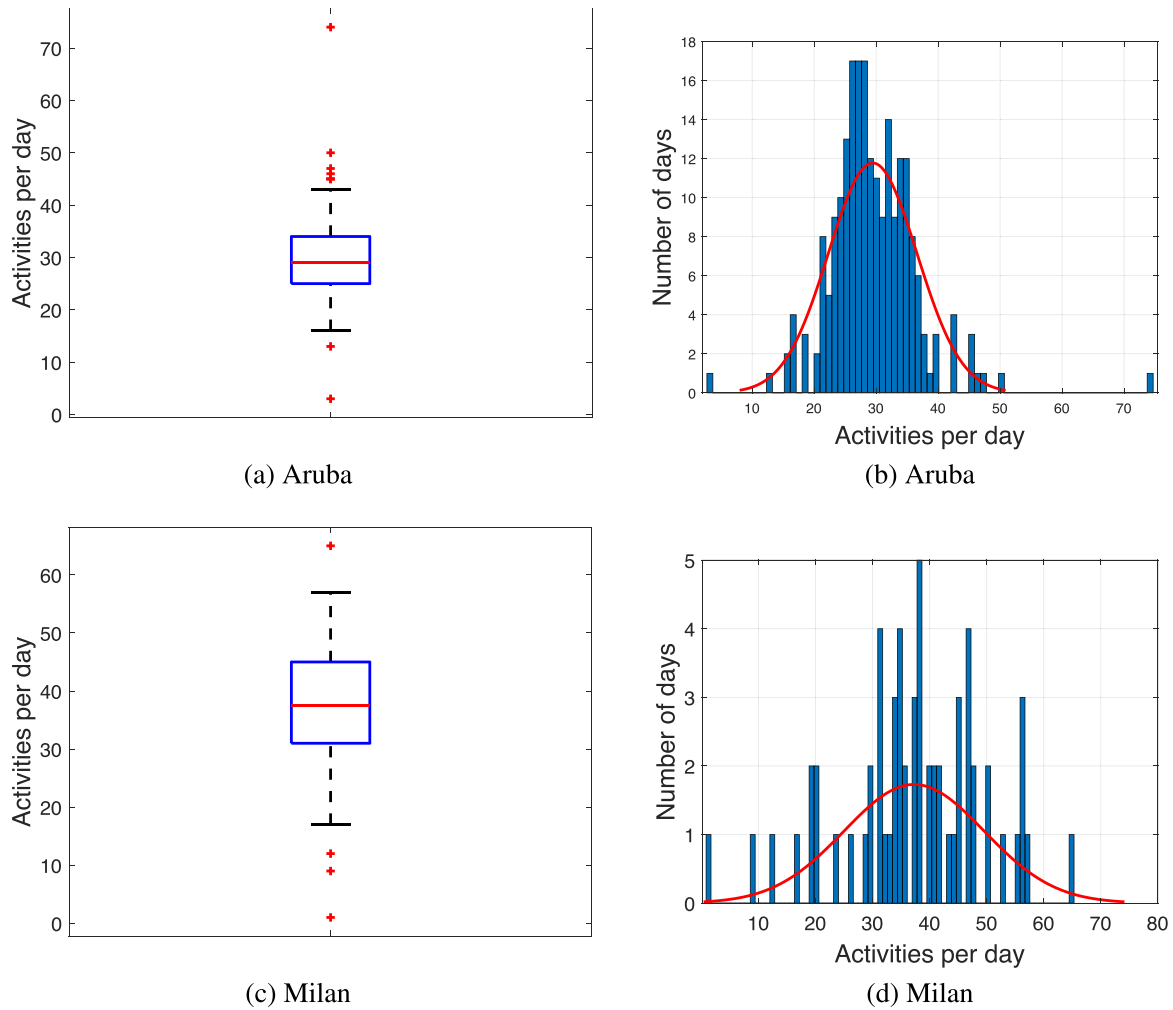 70
60
50
40
30
20
10
0
Activities per day
18
16
14
12
10
8
6
4
2
0
Number of days
10 20 30 40 50 60 70
Activities per day
(a) Aruba
(b) Aruba
60
50
40
30
20
10
0
Activities per day
5
4
3
2
1
0
Number of days
10 20 30 40 50 60 70 80
Activities per day
(c) Milan
(d) Milan